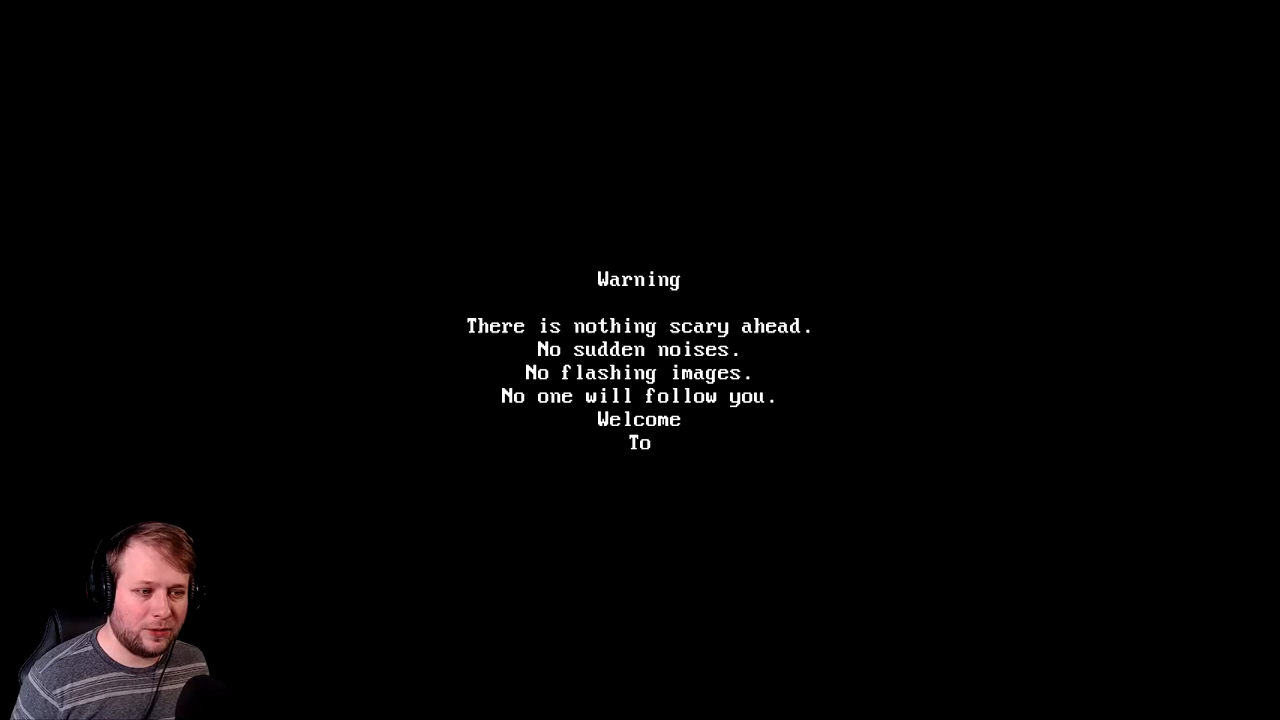 Warning
There is nothing scary ahead.
No sudden noises.
No flashing images.
No one will follow you.
Welcome
To